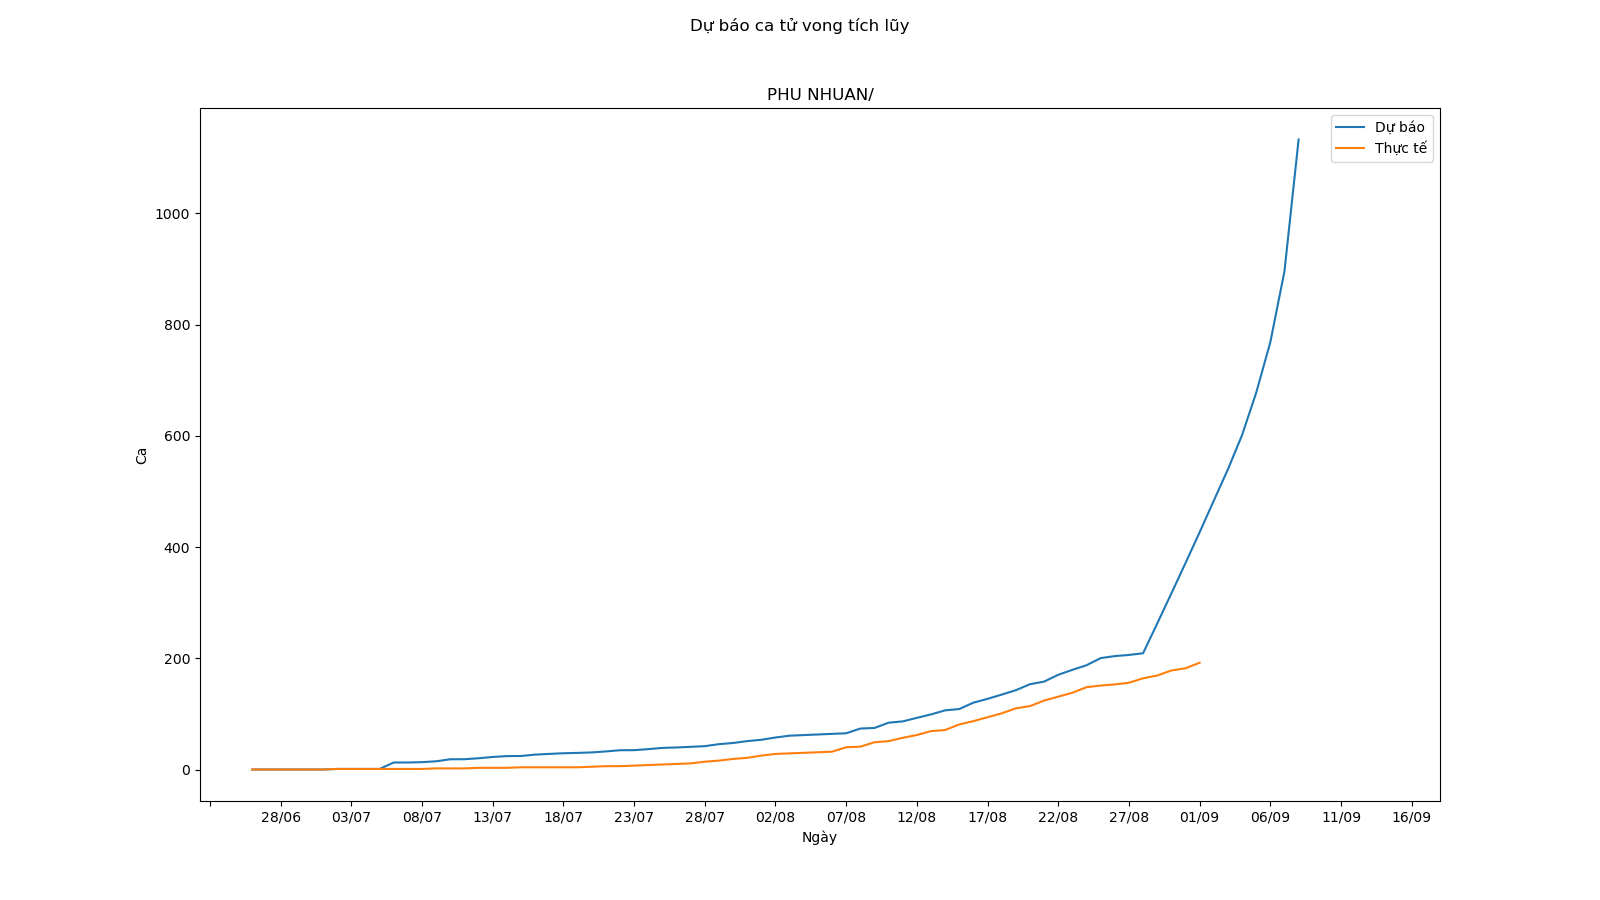 Dự báo ca tử vong tích lũy
PHU NHUAN/
Dự báo
Thực tế
1000
800
600
400
200
0
Ca
28/06 03/07 08/07 13/07 18/07 23/07 28/07 02/08 07/08 12/08 17/08 22/08 27/08 01/09 06/09 11/09 16/09
Ngày